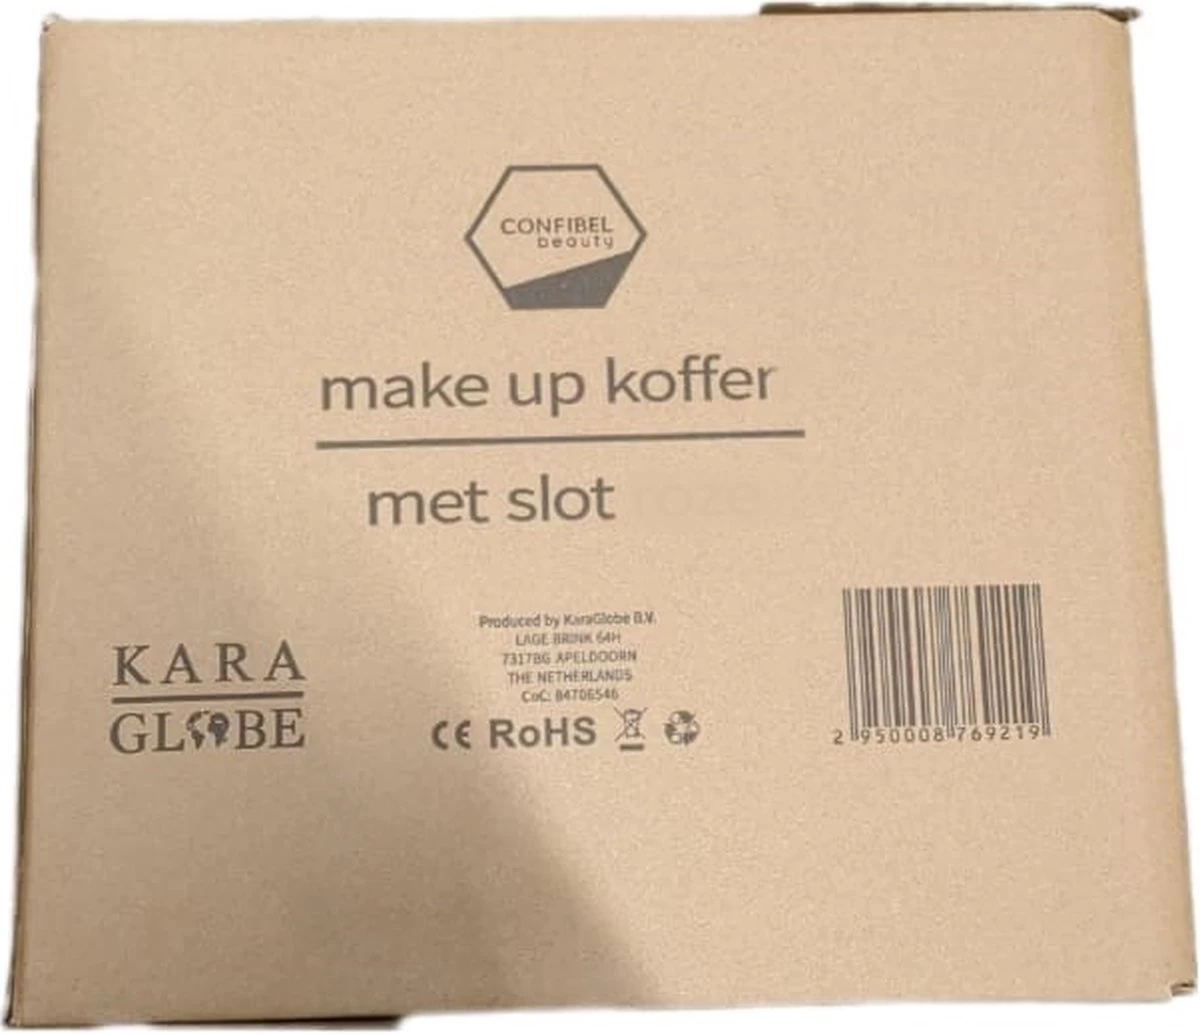 CONFIBEL
beauty
make up koffer
met slot
KARA
GLOBE
Produced by KaraGlobe B.V.
LAGE BRINK 64H
7317BG APELDOORN
THE NETHERLANDS
CoC: 84706546
CE RoHS
2 950008 769219